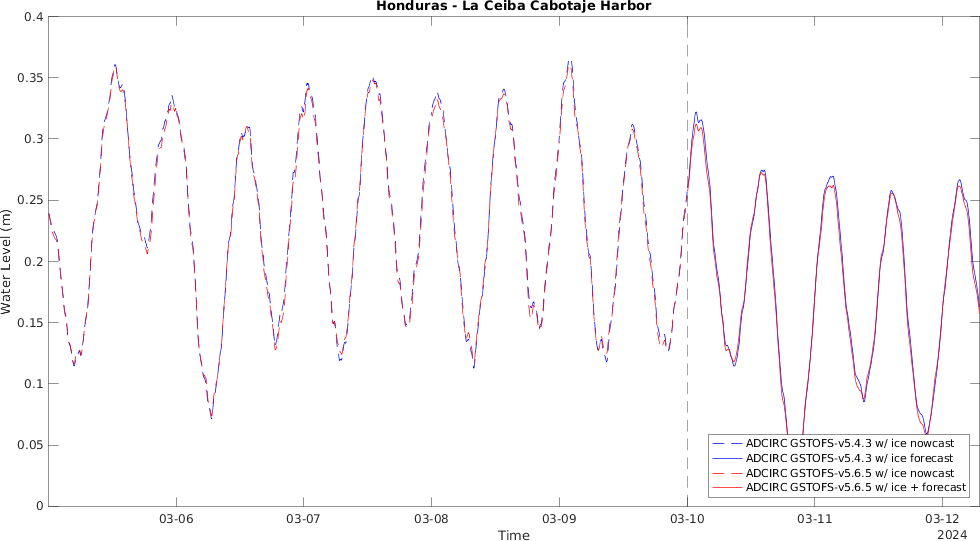 Honduras - La Ceiba Cabotaje Harbor
0.4
0.35
0.3
0.25
0.2
0.15
0.1
0.05
0
Water Level (m)
03-06
03-07
03-08
03-09
03-10
03-11
03-12
Time
2024
ADCIRC GSTOFS-v5.4.3 w/ ice nowcast
ADCIRC GSTOFS-v5.4.3 w/ ice forecast
ADCIRC GSTOFS-v5.6.5 w/ ice nowcast
ADCIRC GSTOFS-v5.6.5 w/ ice + forecast